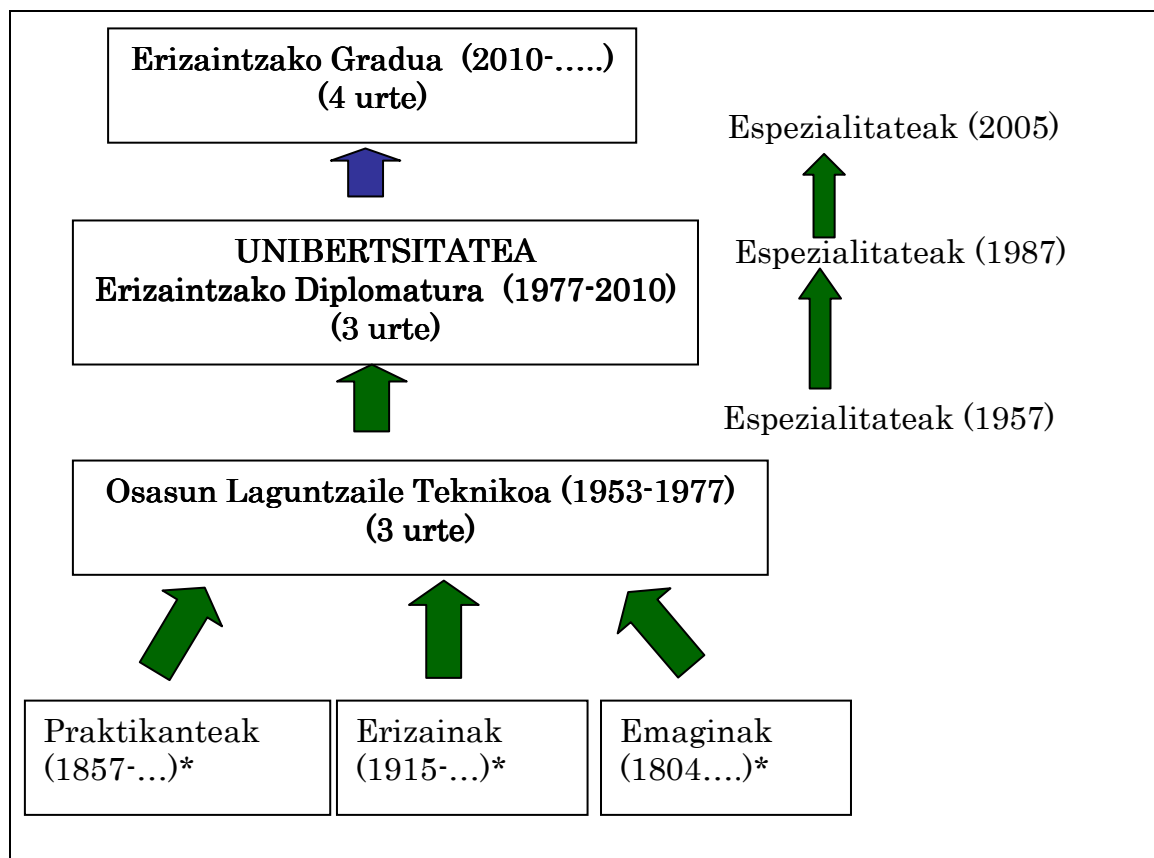 Erizaintzako Gradua (2010-…..)
(4 urte)
Espezialitateak (2005)
UNIBERTSITATEA
Erizaintzako Diplomatura (1977-2010)
(3 urte)
Espezialitateak (1987)
Espezialitateak (1957)
Osasun Laguntzaile Teknikoa (1953-1977)
(3 urte)
Praktikanteak
(1857-…)*
Erizainak
(1915-…)*
Emaginak
(1804….)*